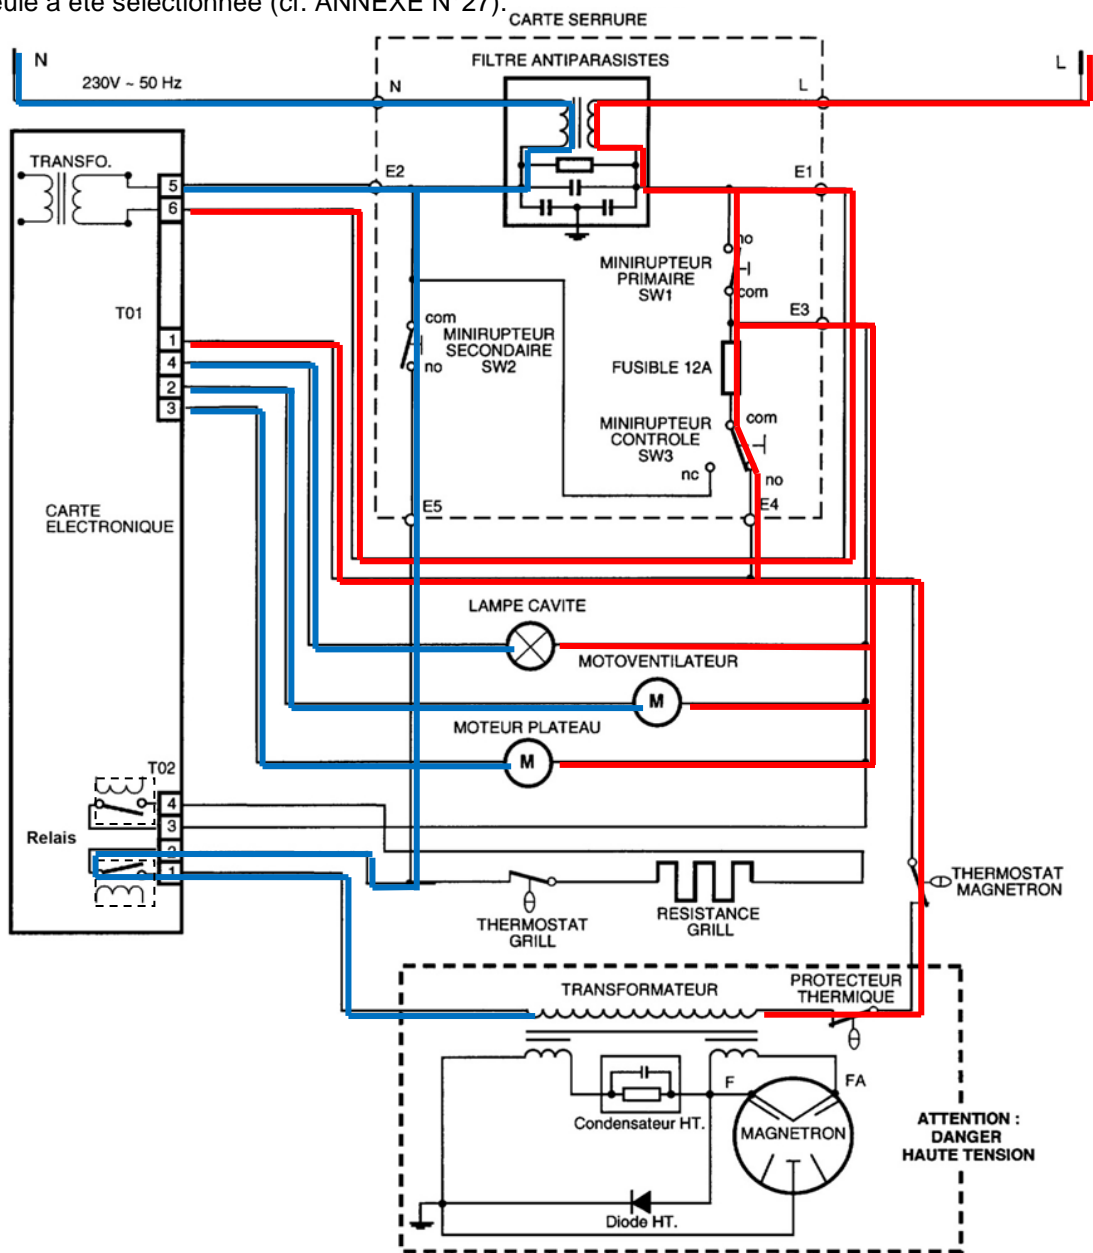 eule a été sélectionnée (cf. ANNEXE N°27).
CARTE SERRURE
N
L
230V ~ 50 Hz
FILTRE ANTIPARASISTES
N
L
TRANSFO.
E2
E1
5
6
no
MINIRUPTEUR
PRIMAIRE
SW1
com
E3
T01
com
MINIRUPTEUR
SECONDAIRE
SW2
no
1
4
2
3
FUSIBLE 12A
com
MINIRUPTEUR
CONTROLE
SW3
nc
no
CARTE
ELECTRONIQUE
E5
E4
LAMPE CAVITE
MOTOVENTILATEUR
M
MOTEUR PLATEAU
M
T02
4
3
Relais
2
1
THERMOSTAT
GRILL
RESISTANCE
GRILL
THERMOSTAT
MAGNETRON
TRANSFORMATEUR
PROTECTEUR
THERMIQUE
F
FA
Condensateur HT.
MAGNETRON
ATTENTION :
DANGER
HAUTE TENSION
Diode HT.